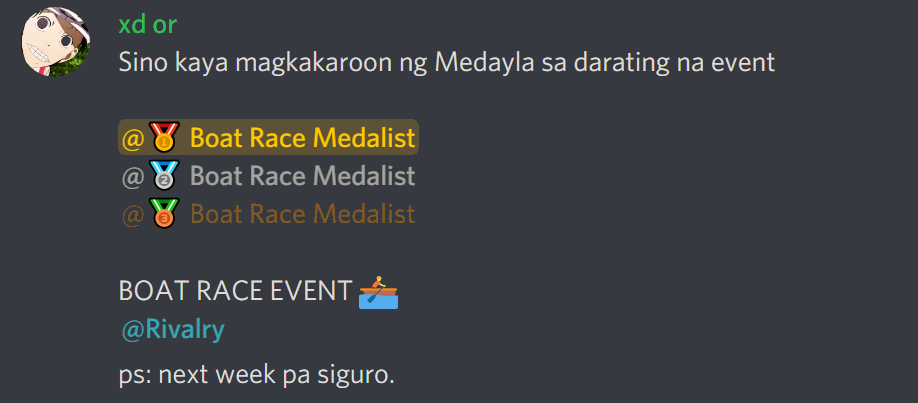 xd or
Sino kaya magkakaroon ng Medayla sa darating na event
@🥇 Boat Race Medalist
@🥈 Boat Race Medalist
@🥉 Boat Race Medalist
BOAT RACE EVENT 🚣
@Rivalry
ps: next week pa siguro.